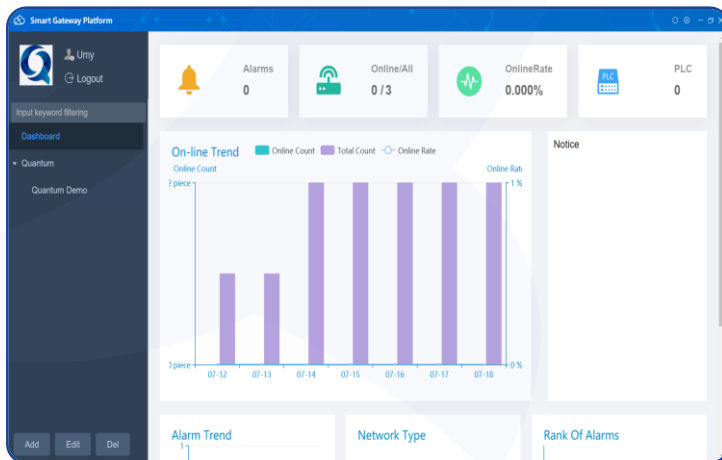 Smart Gateway Platform
Umy
Logout
Input keyword filtering
Dashboard
Quantum
Quantum Demo
Add Edit Del
Alarms
0
Online/All
0 / 3
OnlineRate
0.000%
PLC
PLC
0
On-line Trend
Online Count Total Count Online Rate
Online Count
Online Rat
piece
1 %
piece
0 %
07-12 07-13 07-14 07-15 07-16 07-17 07-18
Notice
Alarm Trend
1
Network Type
Rank Of Alarms